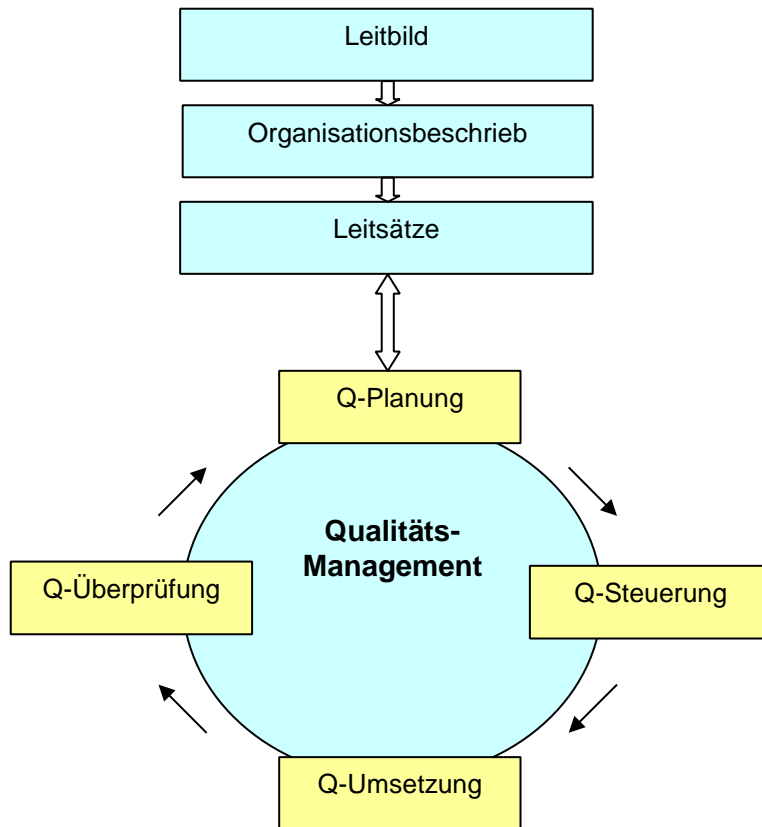 Leitbild
Organisationsbeschrieb
Leitsätze
Q-Planung
Qualitäts-
Management
Q-Überprüfung
Q-Steuerung
Q-Umsetzung